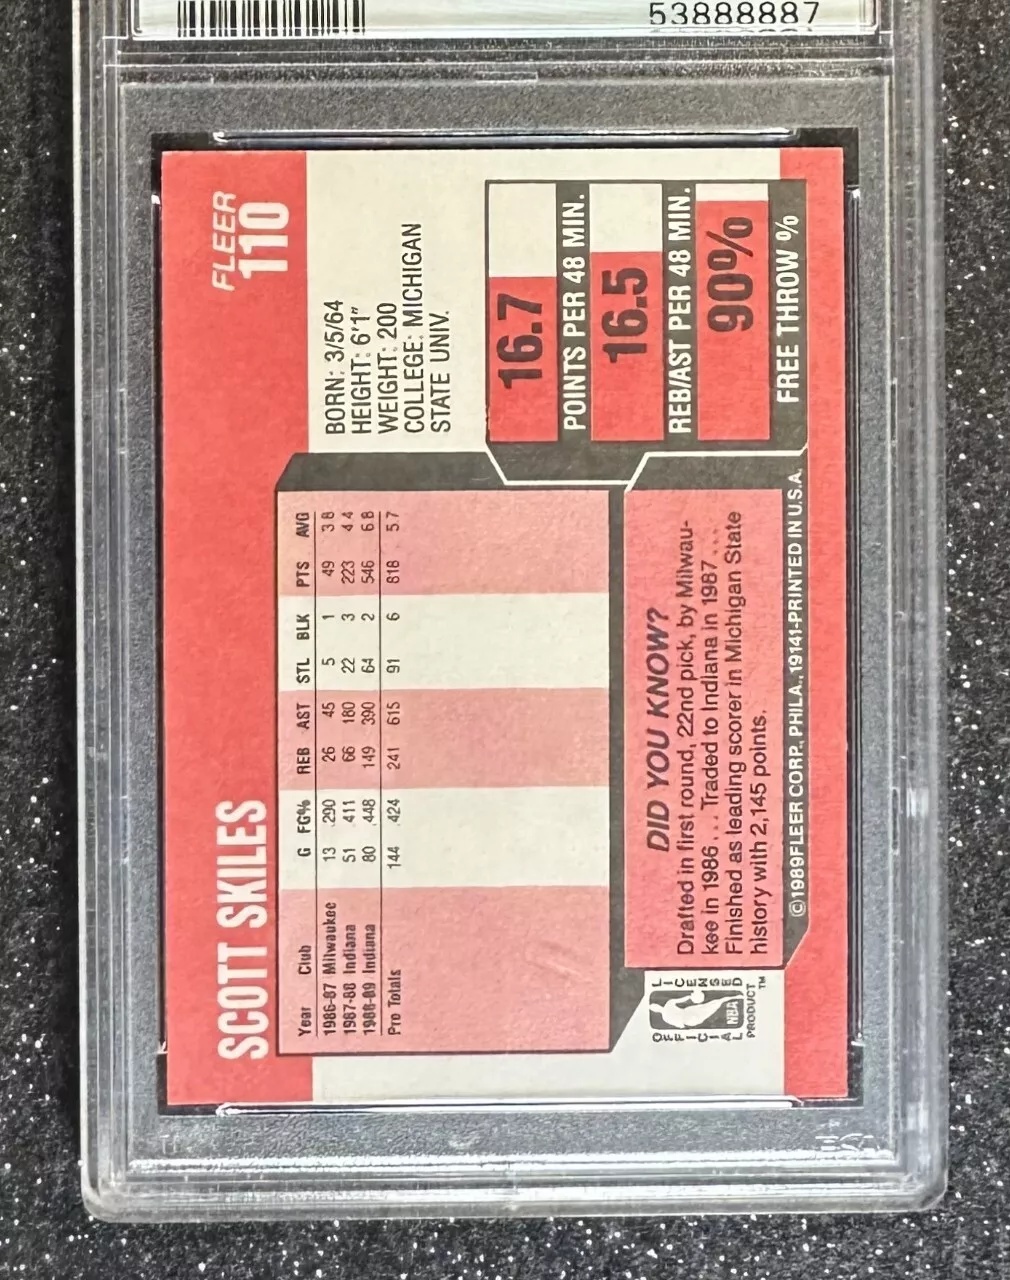 53888887
FLEER
110
SCOTT SKILES
BORN: 3/5/64
HEIGHT: 6'1"
WEIGHT: 200
COLLEGE: MICHIGAN
STATE UNIV.
Year Club G FG% REB AST STL BLK PTS AVG
1986-87 Milwaukee 13 .290 26 45 5 1 49 3.8
1987-88 Indiana 51 .411 66 180 22 3 223 4.4
1988-89 Indiana 80 .448 149 390 64 2 546 6.8
Pro Totals 144 .424 241 615 91 6 818 5.7
16.7
POINTS PER 48 MIN.
16.5
REB/AST PER 48 MIN.
90%
FREE THROW %
DID YOU KNOW?
Drafted in first round, 22nd pick, by Milwau-
kee in 1986... Traded to Indiana in 1987...
Finished as leading scorer in Michigan State
history with 2,145 points.
OFFICIAL LICENSED
NBA
PRODUCT™
©1989 FLEER CORP., PHILA., 19141-PRINTED IN U.S.A.